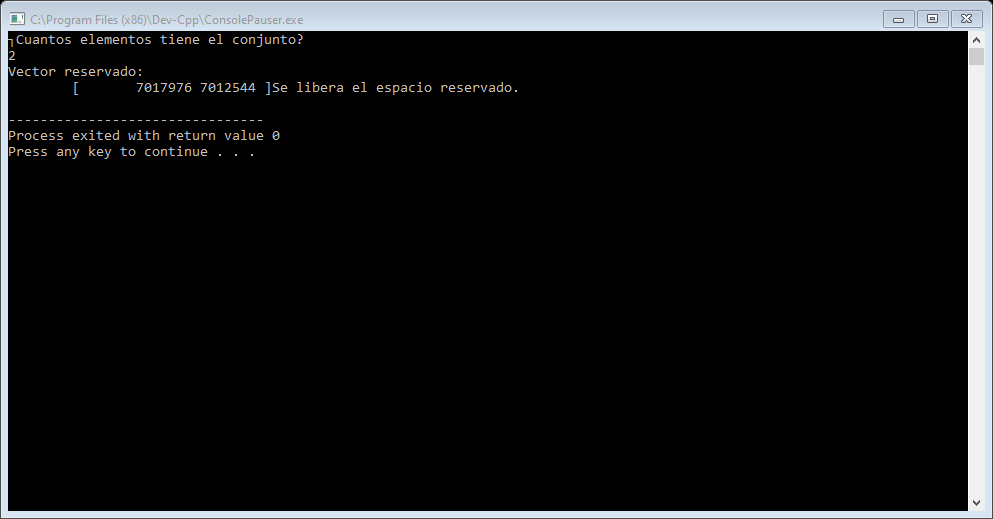 C:\Program Files (x86)\Dev-Cpp\ConsolePauser.exe
┐Cuantos elementos tiene el conjunto?
2
Vector reservado:
        [       7017976 7012544 ]Se libera el espacio reservado.
--------------------------------
Process exited with return value 0
Press any key to continue . . .